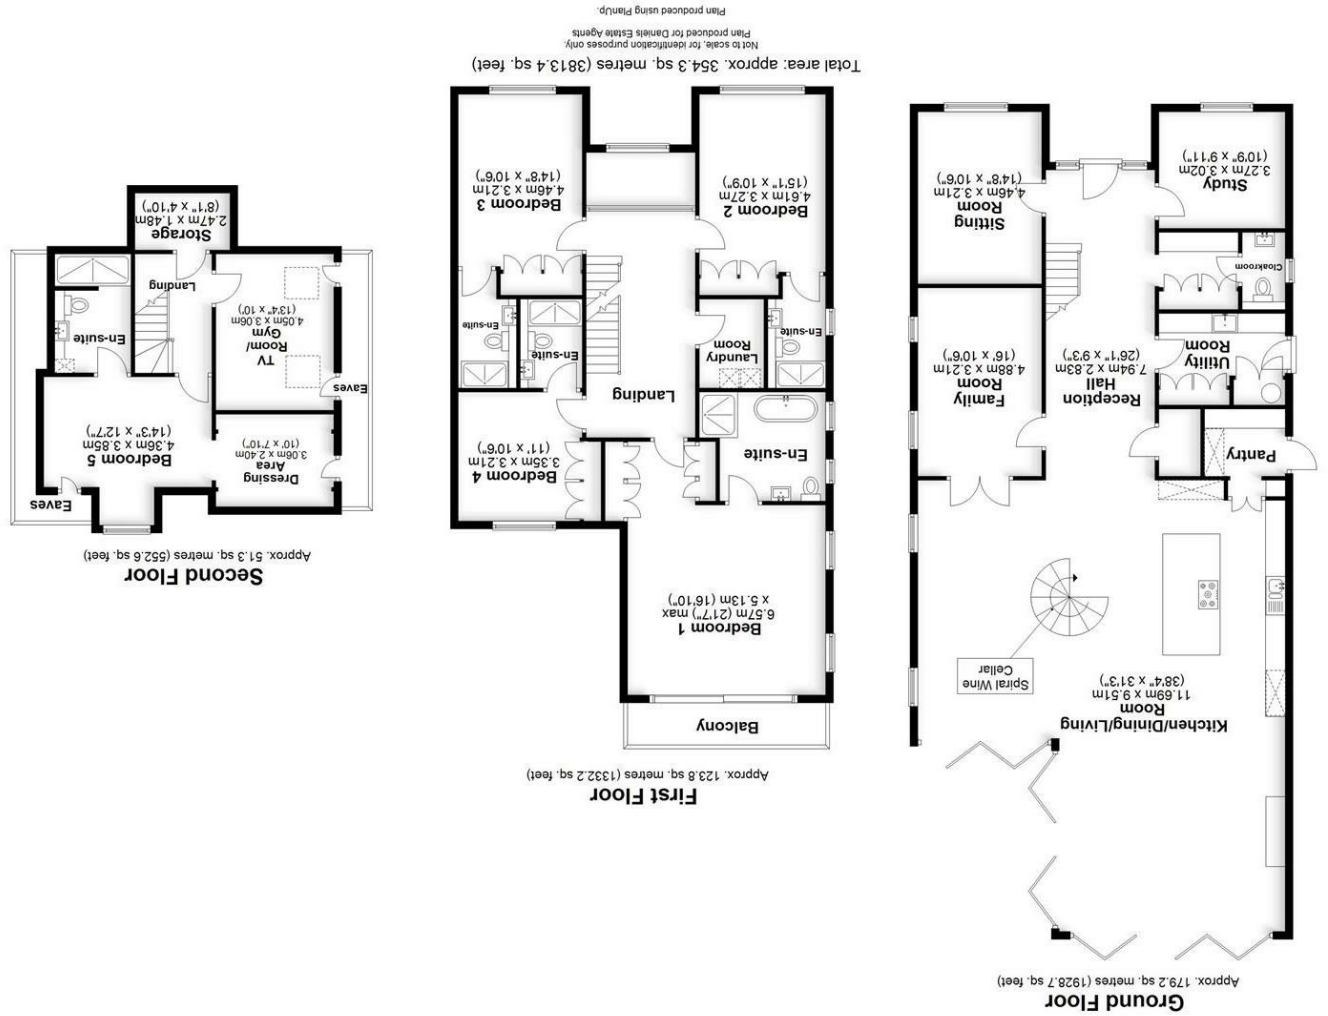 Ground Floor
Approx. 179.2 sq. metres (1928.7 sq. feet)
Kitchen/Dining/Living
Room
11.69m x 9.51m
(38'4" x 31'3")
Spiral Wine
Cellar
Pantry
Family
Room
4.88m x 3.21m
(16' x 10'6")
Reception
Hall
7.94m x 2.83m
(26'1" x 9'3")
Utility
Room
Cloakroom
Sitting
Room
4.46m x 3.21m
(14'8" x 10'6")
Study
3.27m x 3.02m
(10'9" x 9'11")
First Floor
Approx. 123.8 sq. metres (1332.2 sq. feet)
Balcony
Bedroom 1
6.57m (21'7") max
x 5.13m (16'10")
En-suite
Bedroom 4
3.35m x 3.21m
(11' x 10'6")
Landing
En-suite
Laundry
Room
En-suite
En-suite
Bedroom 2
4.61m x 3.27m
(15'1" x 10'9")
Bedroom 3
4.46m x 3.21m
(14'8" x 10'6")
Second Floor
Approx. 51.3 sq. metres (552.6 sq. feet)
Eaves
Bedroom 5
4.36m x 3.85m
(14'3" x 12'7")
Dressing
Area
3.06m x 2.40m
(10' x 7'10")
Eaves
TV
Room/
Gym
4.05m x 3.06m
(13'4" x 10')
En-suite
Landing
Storage
2.47m x 1.48m
(8'1" x 4'10")
Total area: approx. 354.3 sq. metres (3813.4 sq. feet)
Not to scale, for identification purposes only.
Plan produced for Daniels Estate Agents
Plan produced using PlanUp.